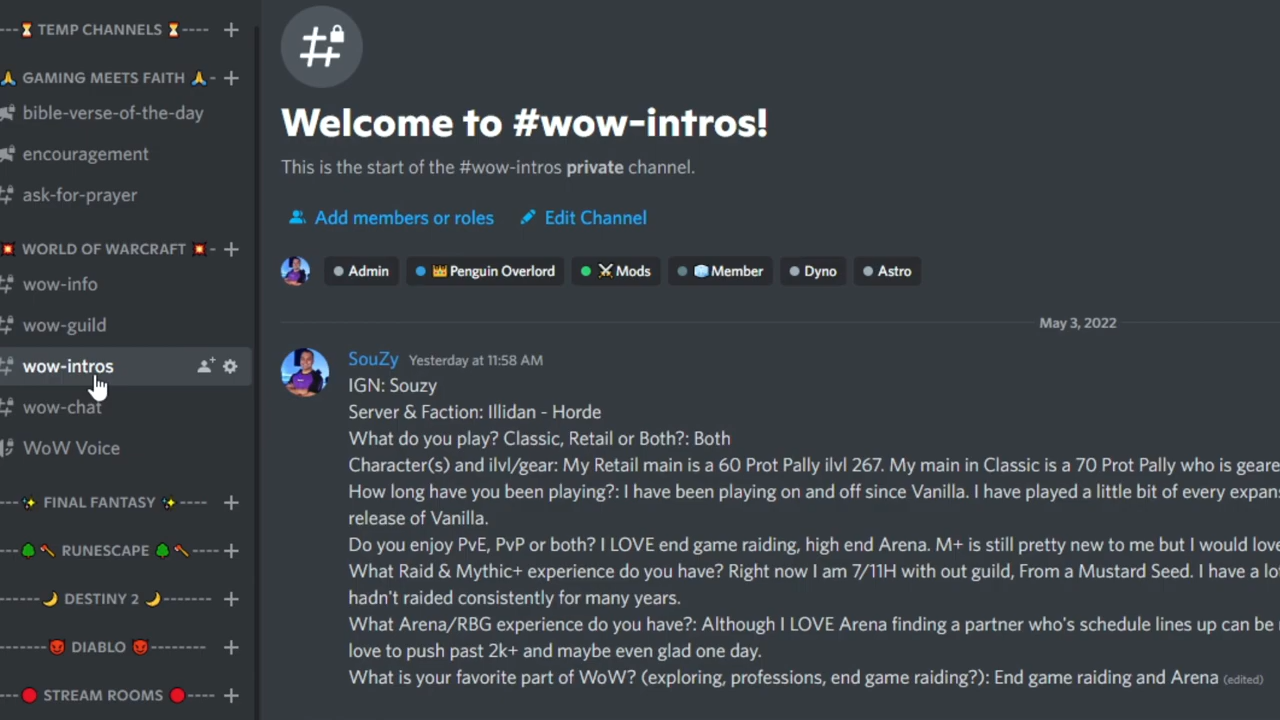 TEMP CHANNELS
GAMING MEETS FAITH
bible-verse-of-the-day
encouragement
ask-for-prayer
WORLD OF WARCRAFT
wow-info
wow-guild
wow-intros
wow-chat
WoW Voice
FINAL FANTASY
RUNESCAPE
DESTINY 2
DIABLO
STREAM ROOMS
Welcome to #wow-intros!
This is the start of the #wow-intros private channel.
Add members or roles Edit Channel
Admin Penguin Overlord Mods Member Dyno Astro
May 3, 2022
SouZy Yesterday at 11:58 AM
IGN: Souzy
Server & Faction: Illidan - Horde
What do you play? Classic, Retail or Both?: Both
Character(s) and ilvl/gear: My Retail main is a 60 Prot Pally ilvl 267. My main in Classic is a 70 Prot Pally who is geare
How long have you been playing?: I have been playing on and off since Vanilla. I have played a little bit of every expans
release of Vanilla.
Do you enjoy PvE, PvP or both? I LOVE end game raiding, high end Arena. M+ is still pretty new to me but I would love
What Raid & Mythic+ experience do you have? Right now I am 7/11H with out guild, From a Mustard Seed. I have a lo
hadn't raided consistently for many years.
What Arena/RBG experience do you have?: Although I LOVE Arena finding a partner who's schedule lines up can be
love to push past 2k+ and maybe even glad one day.
What is your favorite part of WoW? (exploring, professions, end game raiding?): End game raiding and Arena (edited)